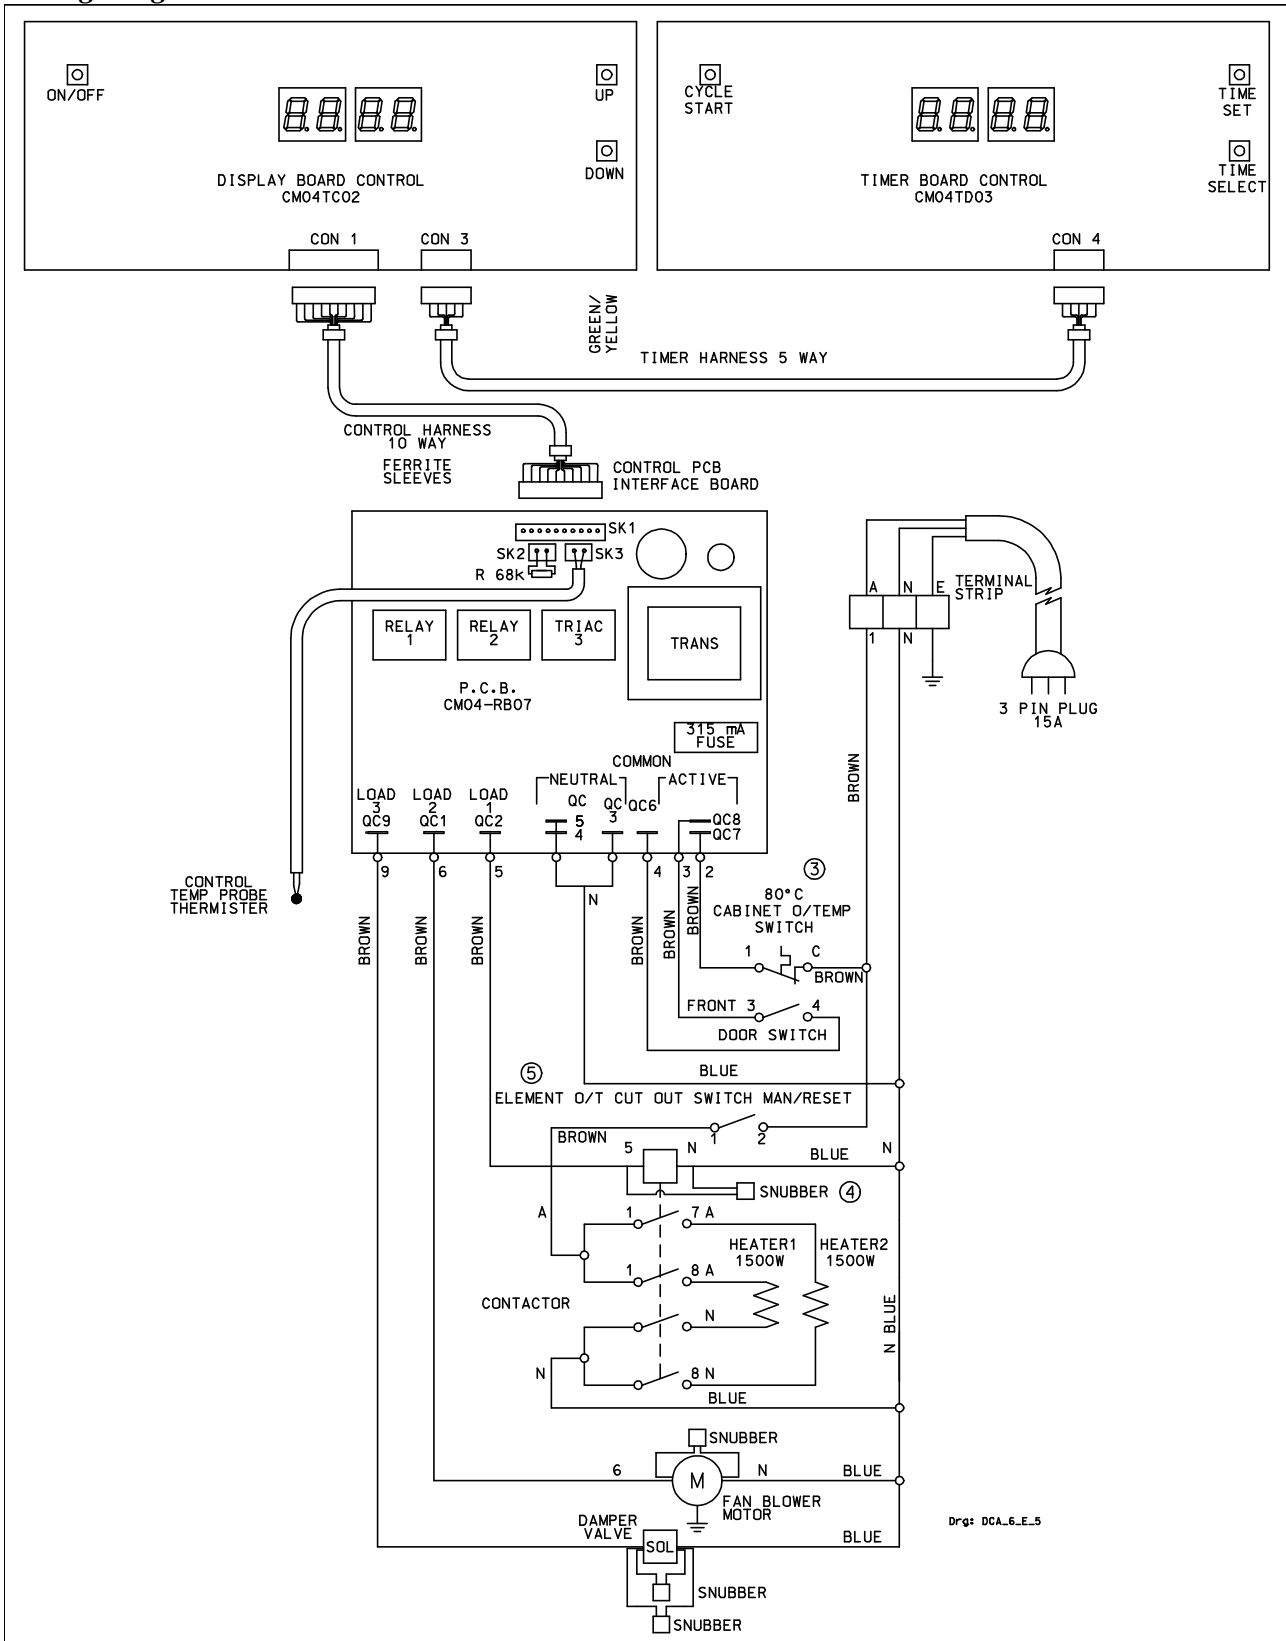 ON/OFF
UP
DOWN
DISPLAY BOARD CONTROL
CM04TC02
CON 1
CON 3
CYCLE
START
TIME
SET
TIME
SELECT
TIMER BOARD CONTROL
CM04TD03
CON 4
GREEN/
YELLOW
TIMER HARNESS 5 WAY
CONTROL HARNESS
10 WAY
FERRITE
SLEEVES
CONTROL PCB
INTERFACE BOARD
SK1
SK2
SK3
R 68K
RELAY
1
RELAY
2
TRIAC
3
TRANS
P.C.B.
CM04-RB07
315 mA
FUSE
COMMON
NEUTRAL
ACTIVE
LOAD
3
QC9
LOAD
2
QC1
LOAD
1
QC2
QC
5
4
QC
3
QC6
QC8
QC7
A
N
E
TERMINAL
STRIP
1
N
3 PIN PLUG
15A
BROWN
9
6
5
N
4
3
2
CONTROL
TEMP PROBE
THERMISTER
BROWN
BROWN
BROWN
BROWN
BROWN
BROWN
3
80°C
CABINET O/TEMP
SWITCH
1
C
BROWN
FRONT 3
4
DOOR SWITCH
BLUE
5
ELEMENT O/T CUT OUT SWITCH MAN/RESET
BROWN
1
2
5
N
BLUE
N
SNUBBER
4
A
1
7 A
HEATER1
1500W
HEATER2
1500W
1
8 A
CONTACTOR
N
N BLUE
N
8 N
BLUE
SNUBBER
6
M
N
BLUE
FAN BLOWER
MOTOR
Drg: DCA_6_E_5
DAMPER
VALVE
SOL
BLUE
SNUBBER
SNUBBER